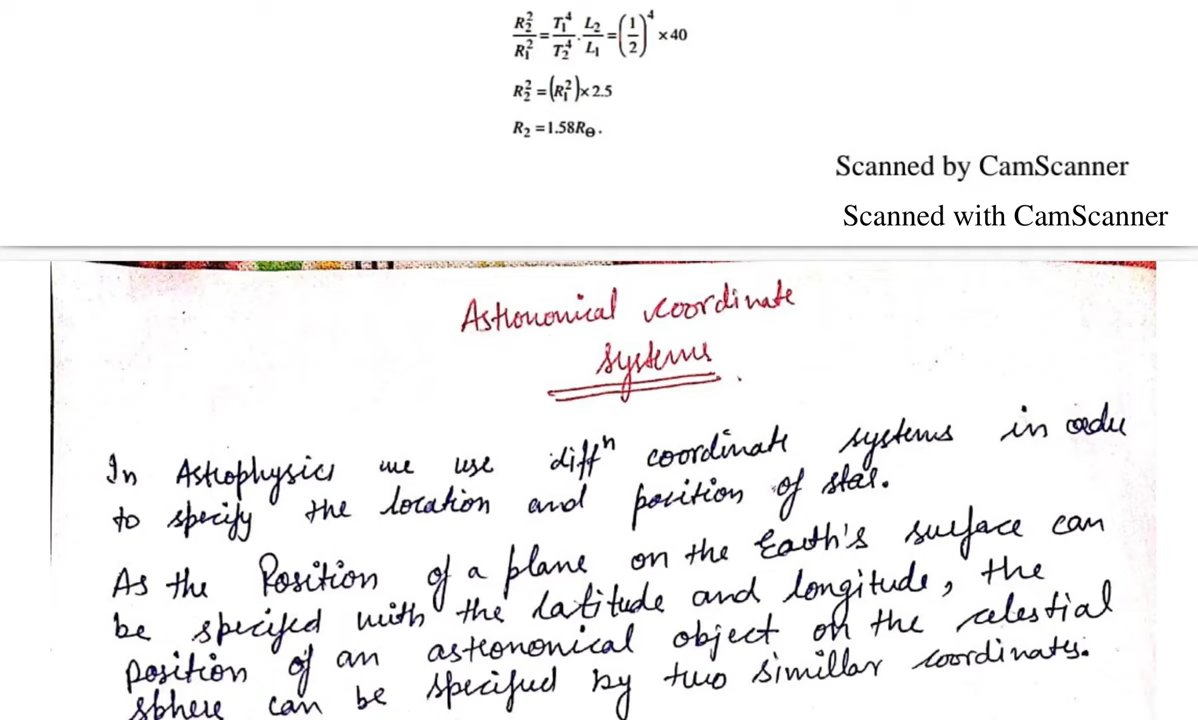 R₂²/R₁² = T₁⁴/T₂⁴ . L₂/L₁ = (1/2)⁴ × 40
R₂² = (R₁²) × 2.5
R₂ = 1.58R⊖.
Scanned by CamScanner
Scanned with CamScanner
Astronomical coordinate
systems
In Astrophysics we use diffⁿ coordinate systems in order
to specify the location and position of star.
As the Position of a plane on the Earth's surface can
be specifed with the latitude and longitude, the
position of an astronomical object on the celestial
sphere can be specified by two simillar coordinates.